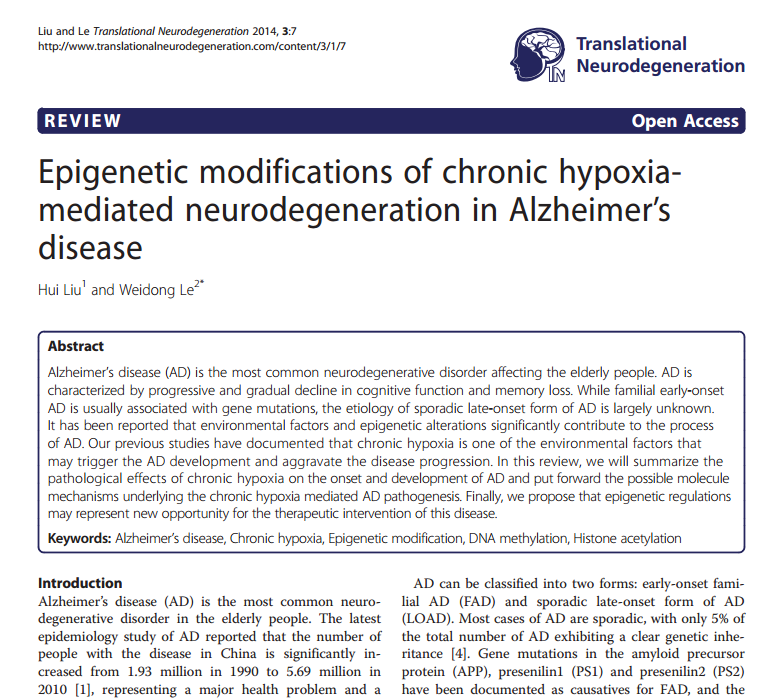 Liu and Le Translational Neurodegeneration 2014, 3:7
http://www.translationalneurodegeneration.com/content/3/1/7
TN
Translational
Neurodegeneration
REVIEW
Open Access
Epigenetic modifications of chronic hypoxia-
mediated neurodegeneration in Alzheimer’s
disease
Hui Liu1 and Weidong Le2*
Abstract
Alzheimer’s disease (AD) is the most common neurodegenerative disorder affecting the elderly people. AD is
characterized by progressive and gradual decline in cognitive function and memory loss. While familial early-onset
AD is usually associated with gene mutations, the etiology of sporadic late-onset form of AD is largely unknown.
It has been reported that environmental factors and epigenetic alterations significantly contribute to the process
of AD. Our previous studies have documented that chronic hypoxia is one of the environmental factors that
may trigger the AD development and aggravate the disease progression. In this review, we will summarize the
pathological effects of chronic hypoxia on the onset and development of AD and put forward the possible molecule
mechanisms underlying the chronic hypoxia mediated AD pathogenesis. Finally, we propose that epigenetic regulations
may represent new opportunity for the therapeutic intervention of this disease.
Keywords: Alzheimer’s disease, Chronic hypoxia, Epigenetic modification, DNA methylation, Histone acetylation
Introduction
Alzheimer’s disease (AD) is the most common neuro-
degenerative disorder in the elderly people. The latest
epidemiology study of AD reported that the number of
people with the disease in China is significantly in-
creased from 1.93 million in 1990 to 5.69 million in
2010 [1], representing a major health problem and a
AD can be classified into two forms: early-onset fami-
lial AD (FAD) and sporadic late-onset form of AD
(LOAD). Most cases of AD are sporadic, with only 5% of
the total number of AD exhibiting a clear genetic inhe-
ritance [4]. Gene mutations in the amyloid precursor
protein (APP), presenilin1 (PS1) and presenilin2 (PS2)
have been documented as causatives for FAD, and the